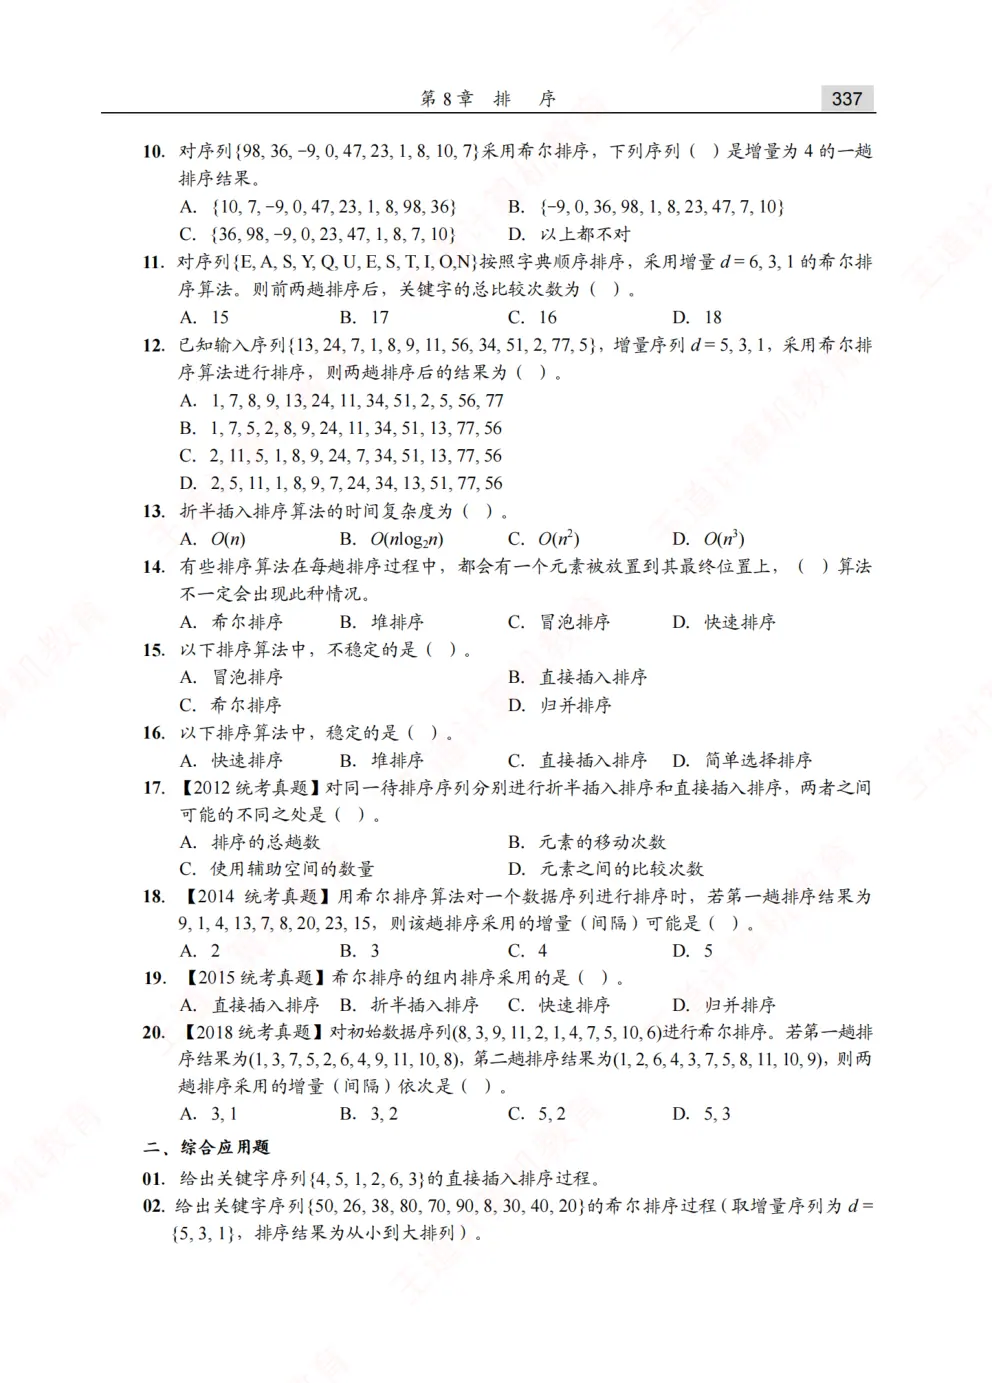 第8章 排 序 337
10. 对序列{98, 36, −9, 0, 47, 23, 1, 8, 10, 7}采用希尔排序，下列序列（ ）是增量为 4 的一趟
排序结果。
A. {10, 7, −9, 0, 47, 23, 1, 8, 98, 36} B. {−9, 0, 36, 98, 1, 8, 23, 47, 7, 10}
C. {36, 98, −9, 0, 23, 47, 1, 8, 7, 10} D. 以上都不对
11. 对序列{E, A, S, Y, Q, U, E, S, T, I, O,N}按照字典顺序排序，采用增量 d = 6, 3, 1 的希尔排
序算法。则前两趟排序后，关键字的总比较次数为（ ）。
A. 15 B. 17 C. 16 D. 18
12. 已知输入序列{13, 24, 7, 1, 8, 9, 11, 56, 34, 51, 2, 77, 5}，增量序列 d = 5, 3, 1，采用希尔排
序算法进行排序，则两趟排序后的结果为（ ）。
A. 1, 7, 8, 9, 13, 24, 11, 34, 51, 2, 5, 56, 77
B. 1, 7, 5, 2, 8, 9, 24, 11, 34, 51, 13, 77, 56
C. 2, 11, 5, 1, 8, 9, 24, 7, 34, 51, 13, 77, 56
D. 2, 5, 11, 1, 8, 9, 7, 24, 34, 13, 51, 77, 56
13. 折半插入排序算法的时间复杂度为（ ）。
A. O(n) B. O(nlog₂n) C. O(n²) D. O(n³)
14. 有些排序算法在每趟排序过程中，都会有一个元素被放置到其最终位置上，（ ）算法
不一定会出现此种情况。
A. 希尔排序 B. 堆排序 C. 冒泡排序 D. 快速排序
15. 以下排序算法中，不稳定的是（ ）。
A. 冒泡排序 B. 直接插入排序
C. 希尔排序 D. 归并排序
16. 以下排序算法中，稳定的是（ ）。
A. 快速排序 B. 堆排序 C. 直接插入排序 D. 简单选择排序
17. 【2012 统考真题】对同一待排序序列分别进行折半插入排序和直接插入排序，两者之间
可能的不同之处是（ ）。
A. 排序的总趟数 B. 元素的移动次数
C. 使用辅助空间的数量 D. 元素之间的比较次数
18. 【2014 统考真题】用希尔排序算法对一个数据序列进行排序时，若第一趟排序结果为
9, 1, 4, 13, 7, 8, 20, 23, 15，则该趟排序采用的增量（间隔）可能是（ ）。
A. 2 B. 3 C. 4 D. 5
19. 【2015 统考真题】希尔排序的组内排序采用的是（ ）。
A. 直接插入排序 B. 折半插入排序 C. 快速排序 D. 归并排序
20. 【2018 统考真题】对初始数据序列(8, 3, 9, 11, 2, 1, 4, 7, 5, 10, 6)进行希尔排序。若第一趟排
序结果为(1, 3, 7, 5, 2, 6, 4, 9, 11, 10, 8)，第二趟排序结果为(1, 2, 6, 4, 3, 7, 5, 8, 11, 10, 9)，则两
趟排序采用的增量（间隔）依次是（ ）。
A. 3, 1 B. 3, 2 C. 5, 2 D. 5, 3
二、综合应用题
01. 给出关键字序列{4, 5, 1, 2, 6, 3}的直接插入排序过程。
02. 给出关键字序列{50, 26, 38, 80, 70, 90, 8, 30, 40, 20}的希尔排序过程（取增量序列为 d =
{5, 3, 1}，排序结果为从小到大排列）。